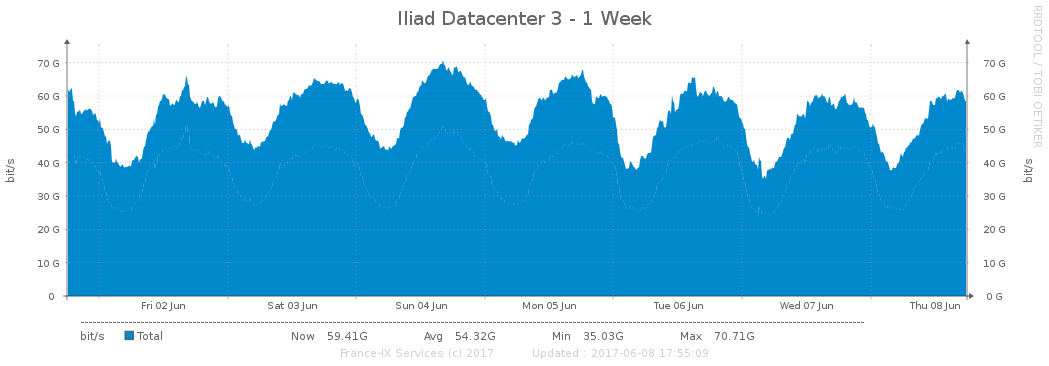 Iliad Datacenter 3 - 1 Week
RRDTOOL / TOBI OETIKER
bit/s
70 G 70 G
60 G 60 G
50 G 50 G
40 G 40 G
30 G 30 G
20 G 20 G
10 G 10 G
0 0 G
bit/s
Fri 02 Jun Sat 03 Jun Sun 04 Jun Mon 05 Jun Tue 06 Jun Wed 07 Jun Thu 08 Jun
bit/s Total Now 59.41G Avg 54.32G Min 35.03G Max 70.71G
France-IX Services (c) 2017 Updated : 2017-06-08 17:55:09